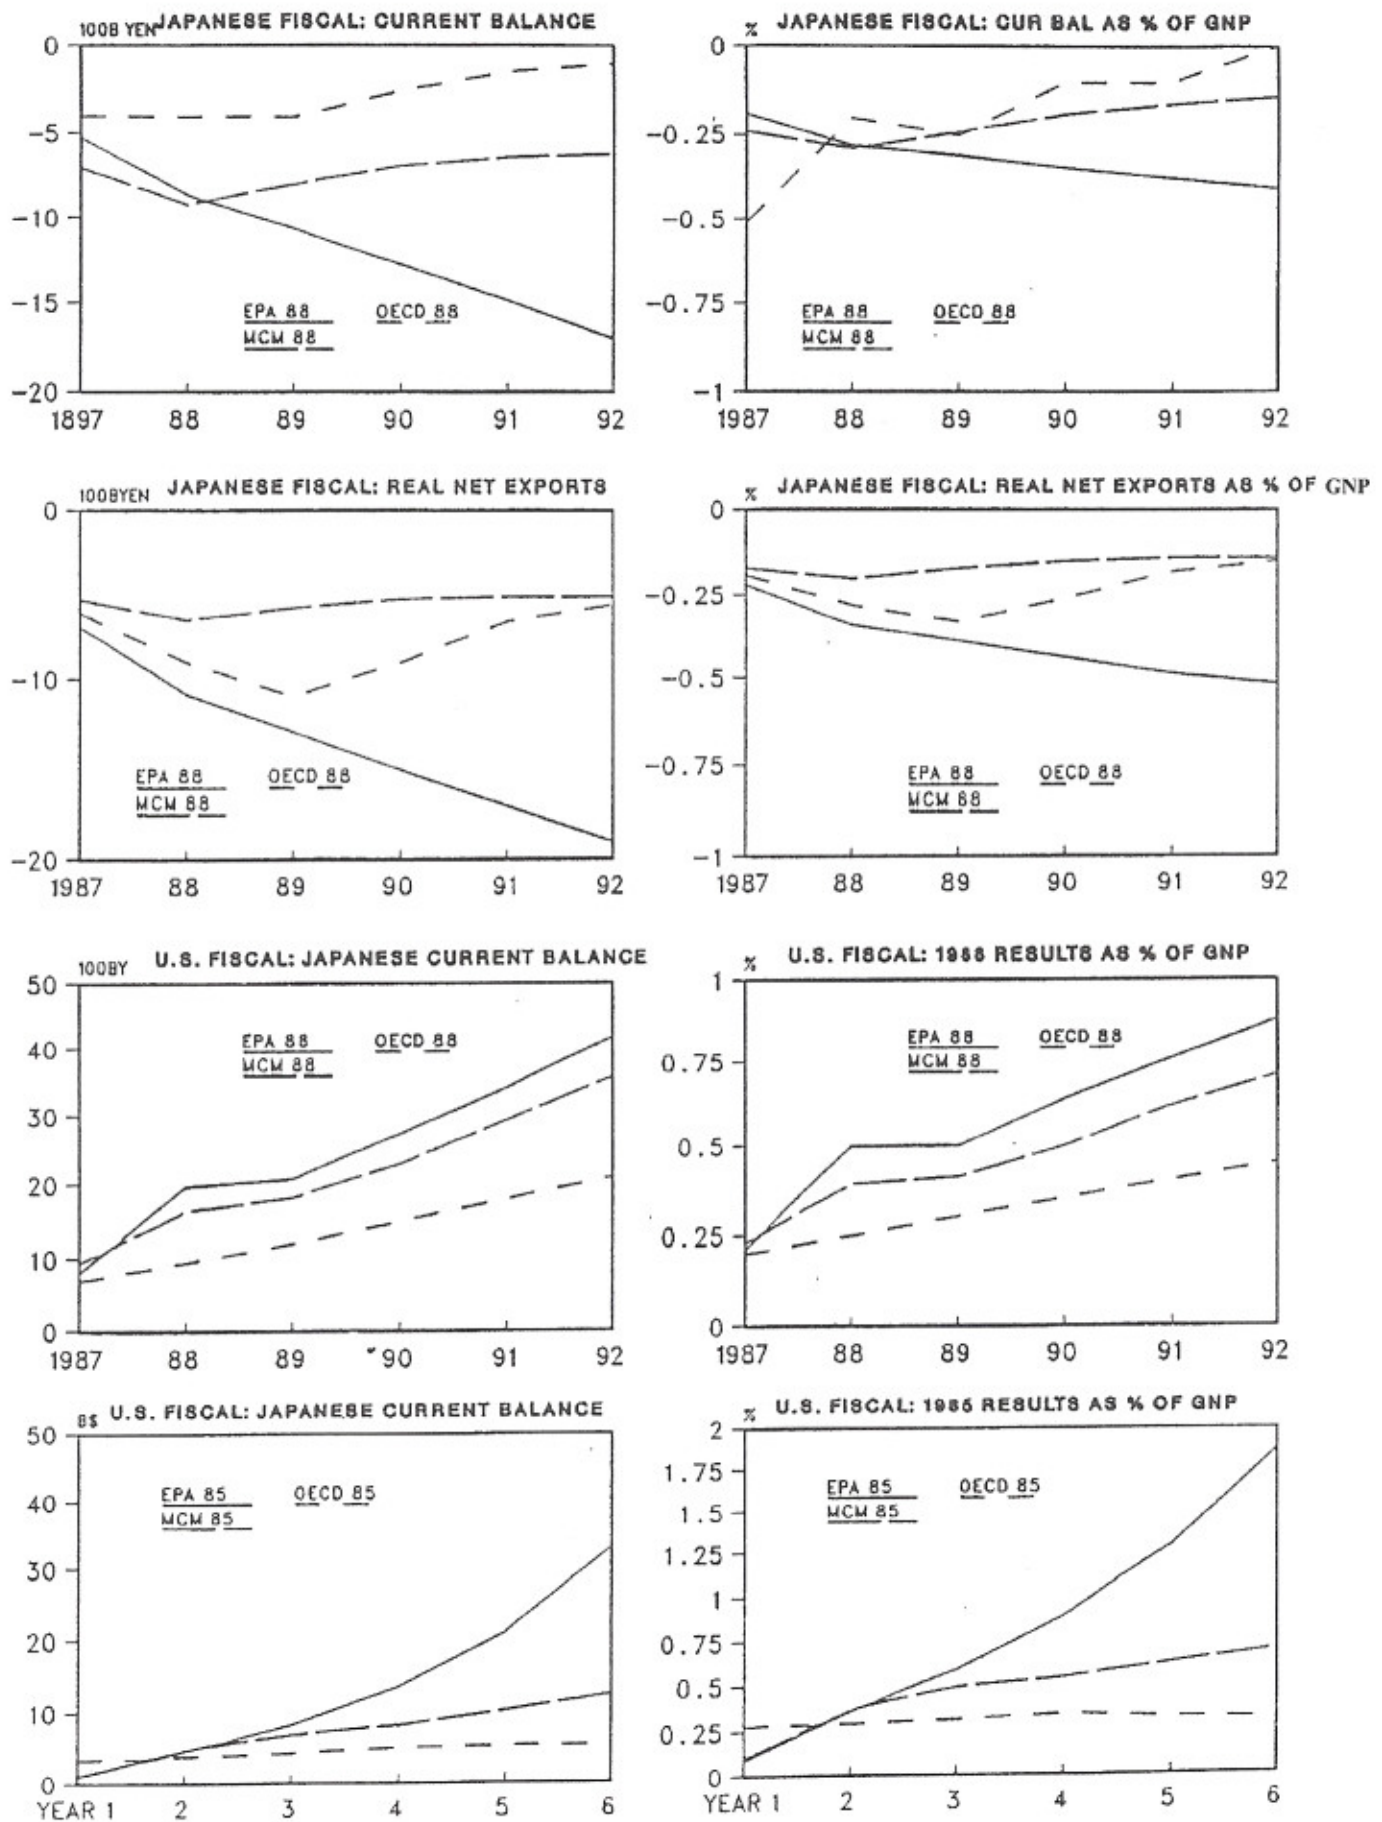 100B YEN JAPANESE FISCAL: CURRENT BALANCE
0
-5
-10
-15
-20
EPA 88 OECD 88
MCM 88
1897 88 89 90 91 92
% JAPANESE FISCAL: CUR BAL AS % OF GNP
0
-0.25
-0.5
-0.75
-1
EPA 88 OECD 88
MCM 88
1987 88 89 90 91 92
100BYEN JAPANESE FISCAL: REAL NET EXPORTS
0
-10
-20
EPA 88 OECD 88
MCM 88
1987 88 89 90 91 92
% JAPANESE FISCAL: REAL NET EXPORTS AS % OF GNP
0
-0.25
-0.5
-0.75
-1
EPA 88 OECD 88
MCM 88
1987 88 89 90 91 92
100BY U.S. FISCAL: JAPANESE CURRENT BALANCE
50
40
30
20
10
0
EPA 88 OECD 88
MCM 88
1987 88 89 90 91 92
% U.S. FISCAL: 1988 RESULTS AS % OF GNP
1
0.75
0.5
0.25
0
EPA 88 OECD 88
MCM 88
1987 88 89 90 91 92
B$ U.S. FISCAL: JAPANESE CURRENT BALANCE
50
40
30
20
10
0
EPA 85 OECD 85
MCM 85
YEAR 1 2 3 4 5 6
% U.S. FISCAL: 1985 RESULTS AS % OF GNP
2
1.75
1.5
1.25
1
0.75
0.5
0.25
0
EPA 85 OECD 85
MCM 85
YEAR 1 2 3 4 5 6